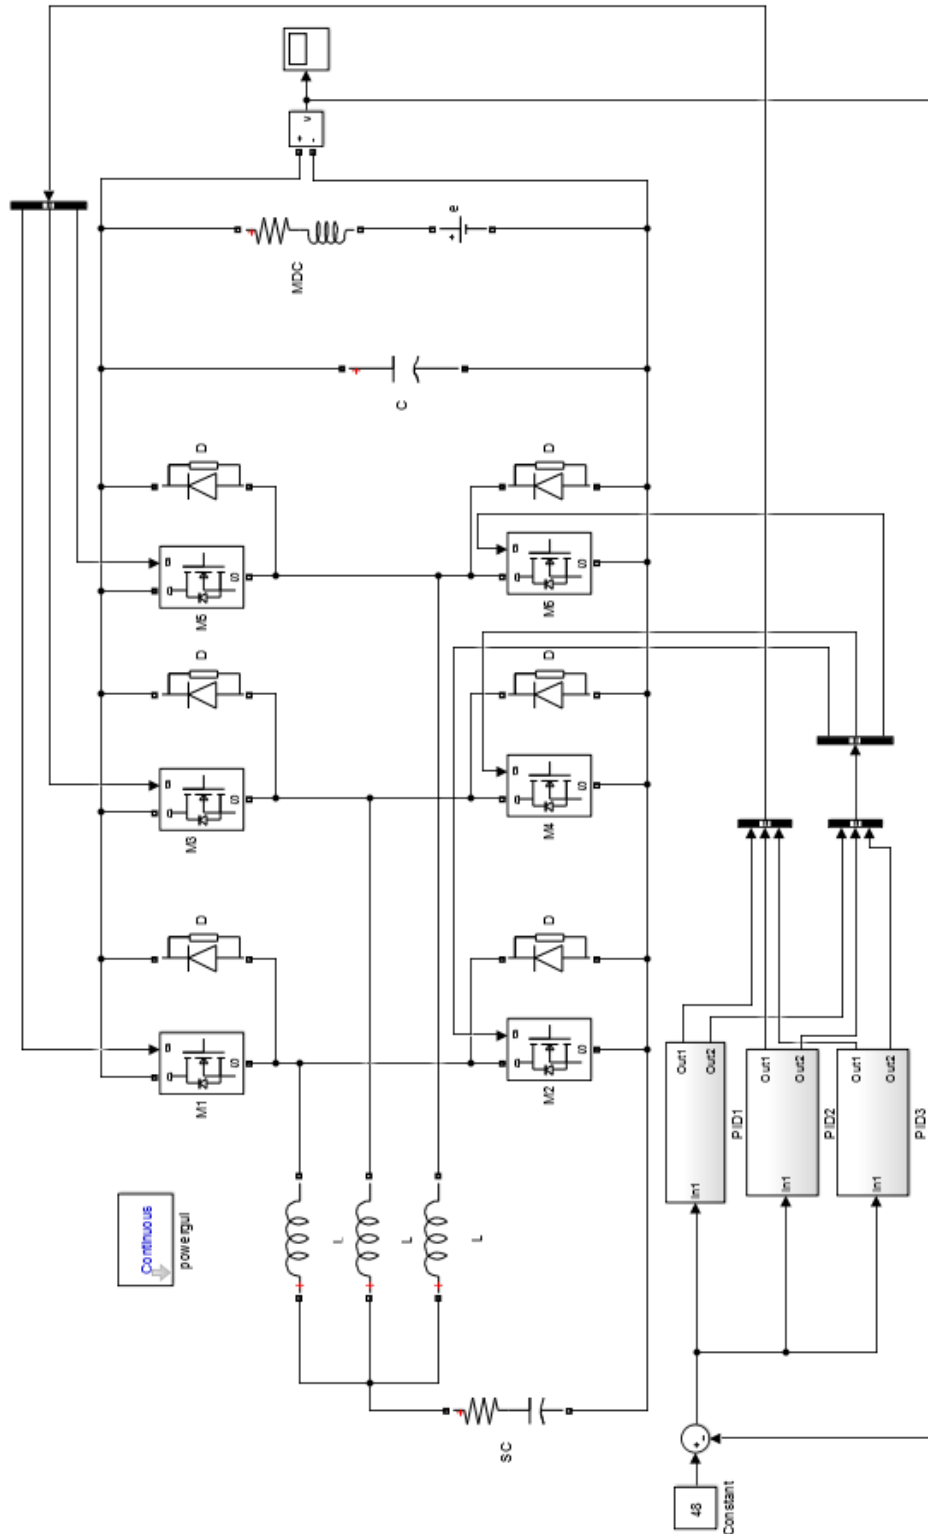 Continuous
powergui
SC
L
L
L
M1
D
M3
D
M5
D
M2
D
M4
D
M6
D
C
MDC
e
+
-
v
48
Constant
In1
Out1
Out2
PID1
In1
Out1
Out2
PID2
In1
Out1
Out2
PID3